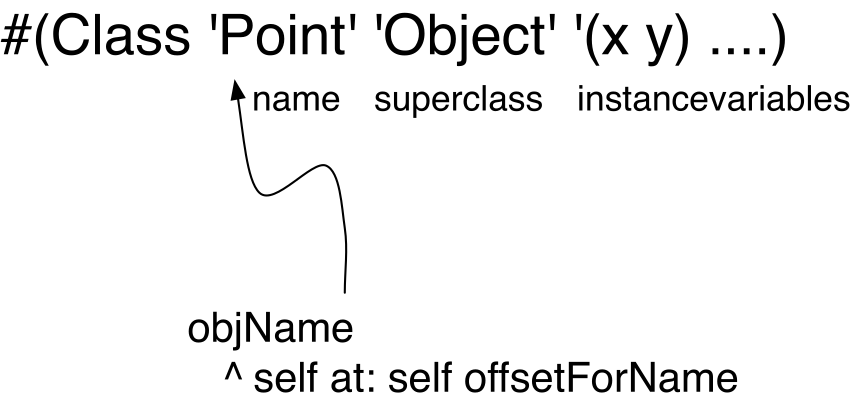 #(Class 'Point' 'Object' '(x y) ....)
name superclass instancevariables
objName
^ self at: self offsetForName